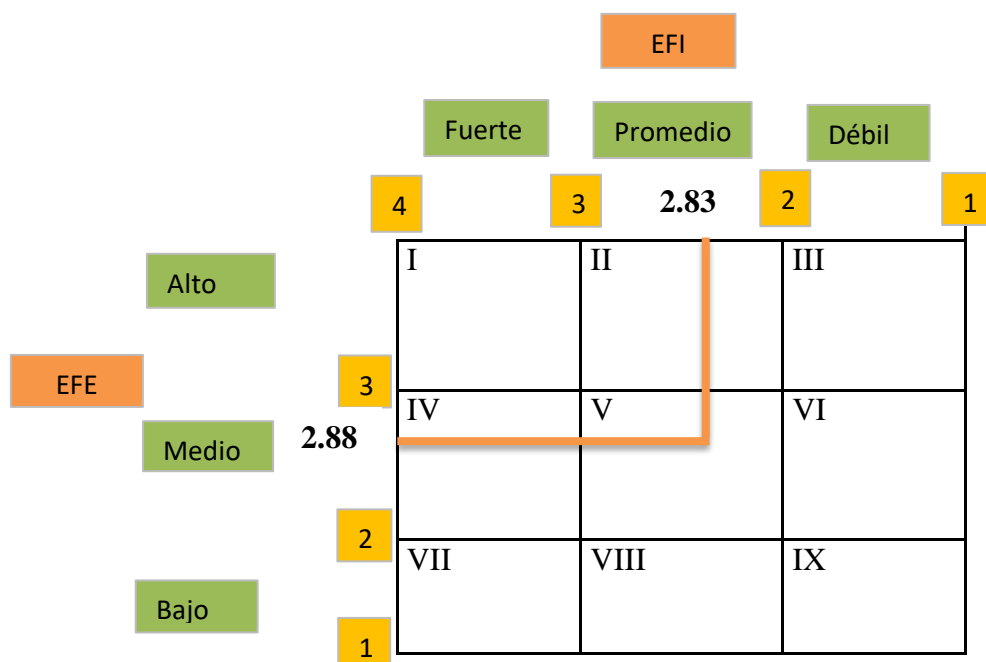 EFI
Fuerte Promedio Débil
4 3 2.83 2 1
I II III
Alto
EFE 3
IV V VI
Medio 2.88
2
VII VIII IX
Bajo
1